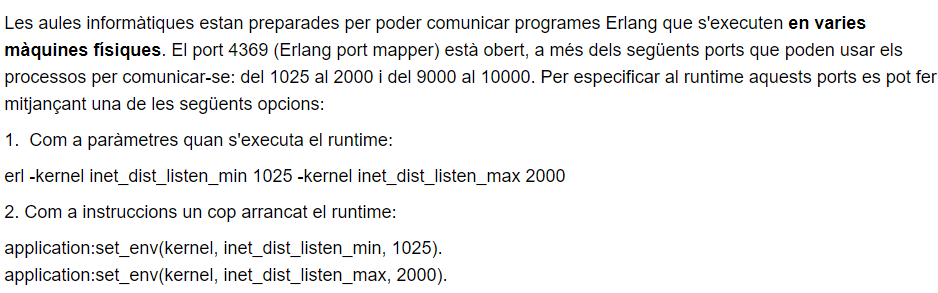 Les aules informàtiques estan preparades per poder comunicar programes Erlang que s'executen en varies
màquines físiques. El port 4369 (Erlang port mapper) està obert, a més dels següents ports que poden usar els
processos per comunicar-se: del 1025 al 2000 i del 9000 al 10000. Per especificar al runtime aquests ports es pot fer
mitjançant una de les següents opcions:
1. Com a paràmetres quan s'executa el runtime:
erl -kernel inet_dist_listen_min 1025 -kernel inet_dist_listen_max 2000
2. Com a instruccions un cop arrancat el runtime:
application:set_env(kernel, inet_dist_listen_min, 1025).
application:set_env(kernel, inet_dist_listen_max, 2000).